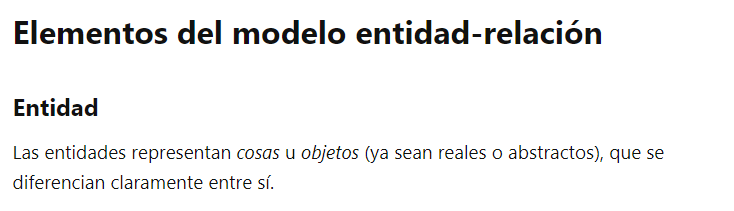 Elementos del modelo entidad-relación
Entidad
Las entidades representan cosas u objetos (ya sean reales o abstractos), que se
diferencian claramente entre sí.